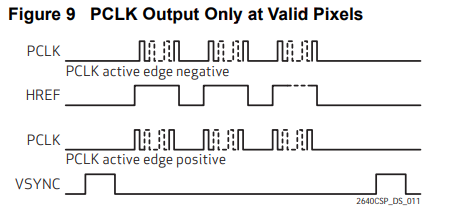 Figure 9 PCLK Output Only at Valid Pixels
PCLK
PCLK active edge negative
HREF
PCLK
PCLK active edge positive
VSYNC
2640CSP_DS_011